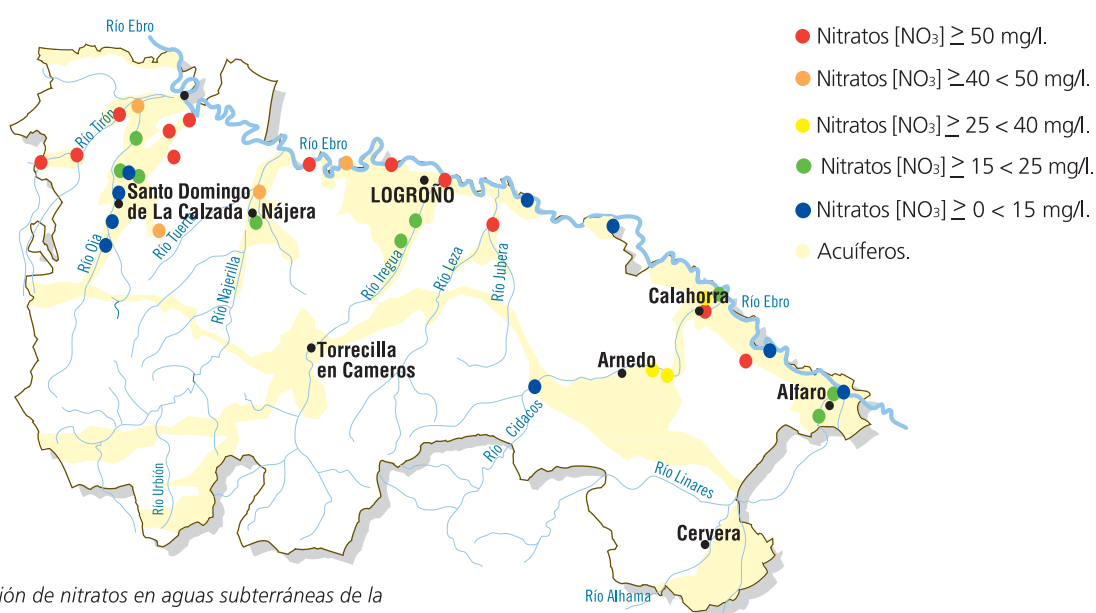 Río Ebro
Nitratos [NO₃] ≥ 50 mg/l.
Nitratos [NO₃] ≥40 < 50 mg/l.
Nitratos [NO₃] ≥ 25 < 40 mg/l.
Nitratos [NO₃] ≥ 15 < 25 mg/l.
Nitratos [NO₃] ≥ 0 < 15 mg/l.
Acuíferos.
Río Tirón
Río Ebro
Santo Domingo
de La Calzada
Nájera
LOGROÑO
Río Tuerto
Río Oja
Río Najerilla
Río Iregua
Río Leza
Río Jubera
Calahorra
Río Ebro
Torrecilla
en Cameros
Arnedo
Alfaro
Río Cidacos
Río Urbión
Río Linares
Cervera
Río Alhama
ión de nitratos en aguas subterráneas de la